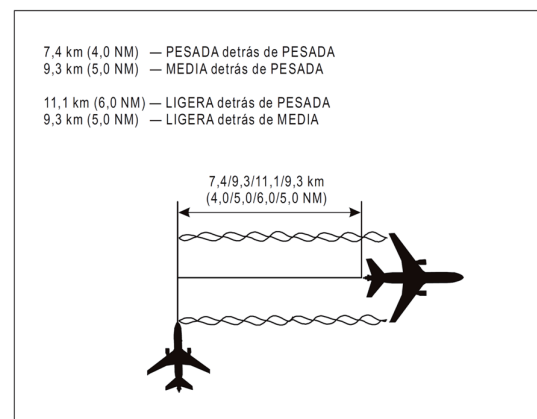 7,4 km (4,0 NM) — PESADA detrás de PESADA
9,3 km (5,0 NM) — MEDIA detrás de PESADA
11,1 km (6,0 NM) — LIGERA detrás de PESADA
9,3 km (5,0 NM) — LIGERA detrás de MEDIA
7,4/9,3/11,1/9,3 km
(4,0/5,0/6,0/5,0 NM)